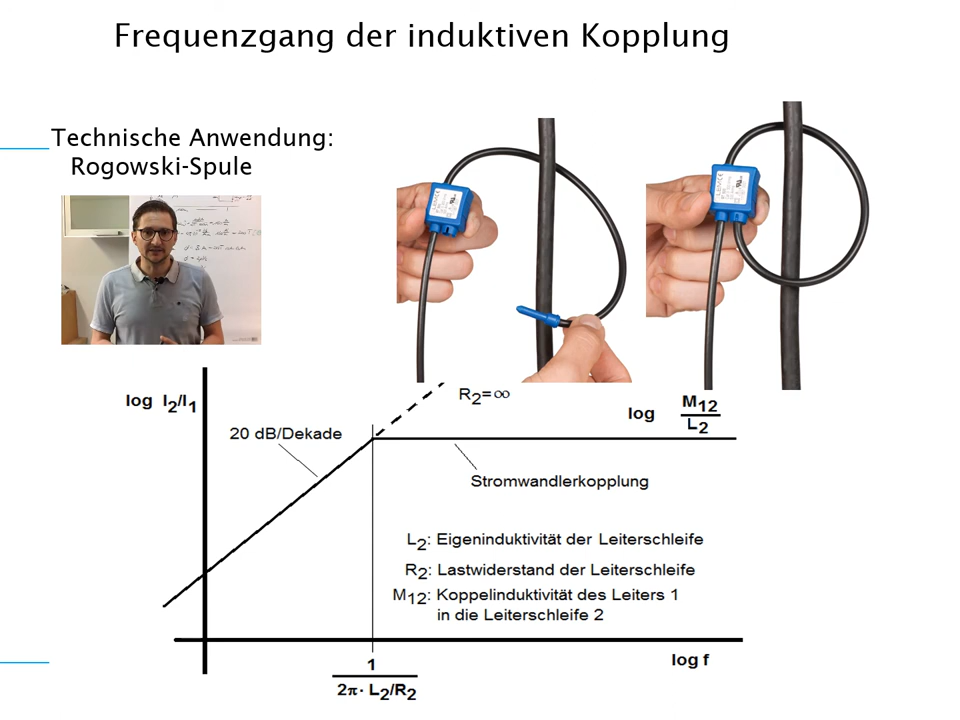 Frequenzgang der induktiven Kopplung
Technische Anwendung:
Rogowski-Spule
log I₂/I₁
R₂=∞
log M₁₂/L₂
20 dB/Dekade
Stromwandlerkopplung
L₂: Eigeninduktivität der Leiterschleife
R₂: Lastwiderstand der Leiterschleife
M₁₂: Koppelinduktivität des Leiters 1
in die Leiterschleife 2
log f
1
2π· L₂/R₂